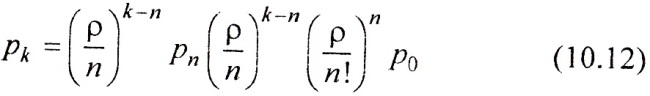 p_k = (ρ/n)^{k−n} p_n (ρ/n)^{k−n} (ρ/n!)^n p_0 (10.12)